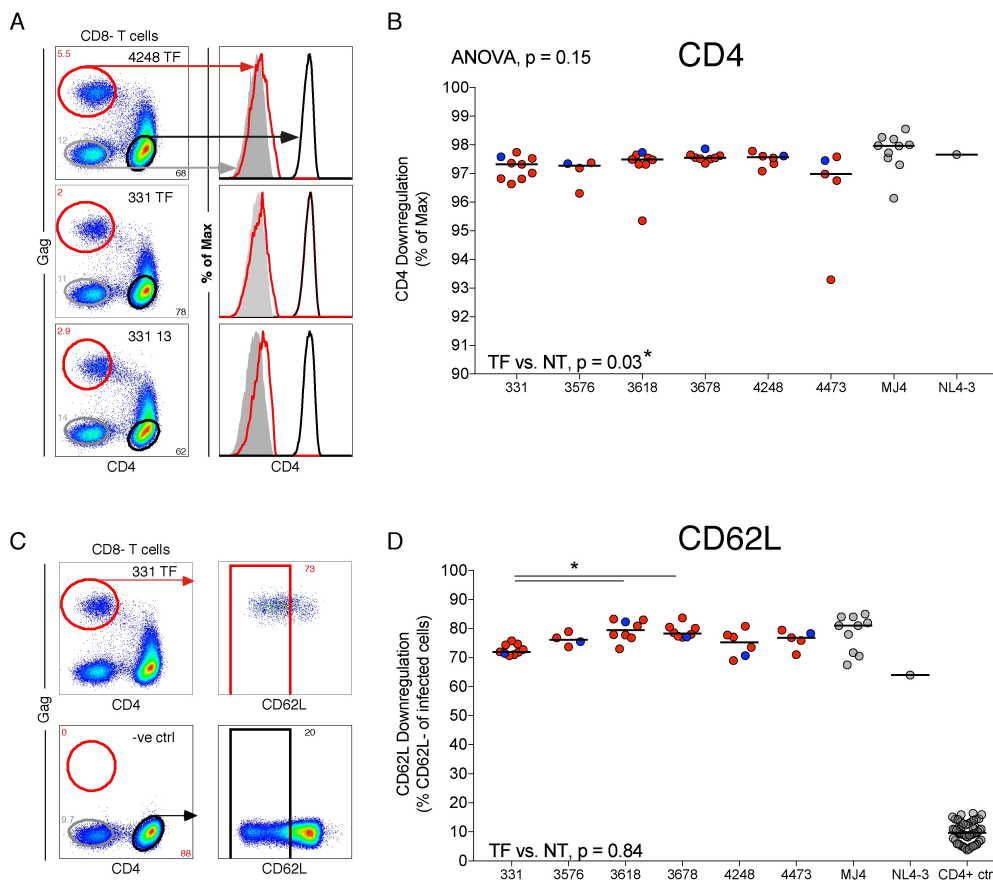 A
CD8- T cells
5.5
4248 TF
12
68
2
331 TF
11
78
2.9
331 13
14
62
Gag
CD4
% of Max
CD4
B
ANOVA, p = 0.15
CD4
CD4 Downregulation
(% of Max)
100
99
98
97
96
95
94
93
92
91
90
TF vs. NT, p = 0.03*
331
3576
3618
3678
4248
4473
MJ4
NL4-3
C
CD8- T cells
331 TF
73
Gag
CD4
CD62L
0
-ve ctrl
9.7
88
20
CD4
CD62L
D
CD62L
*
CD62L Downregulation
(% CD62L- of infected cells)
100
90
80
70
60
50
40
30
20
10
0
TF vs. NT, p = 0.84
331
3576
3618
3678
4248
4473
MJ4
NL4-3
CD4+ ctr